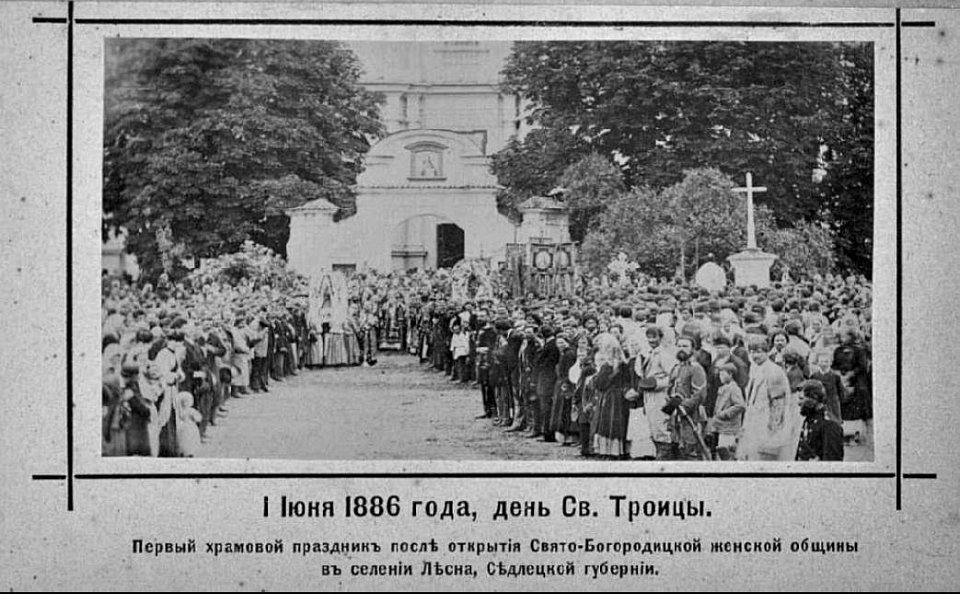 1 Іюня 1886 года, день Св. Троицы.
Первый храмовой праздникъ послѣ открытія Свято-Богородицкой женской общины
въ селеніи Лѣсна, Сѣдлецкой губерніи.